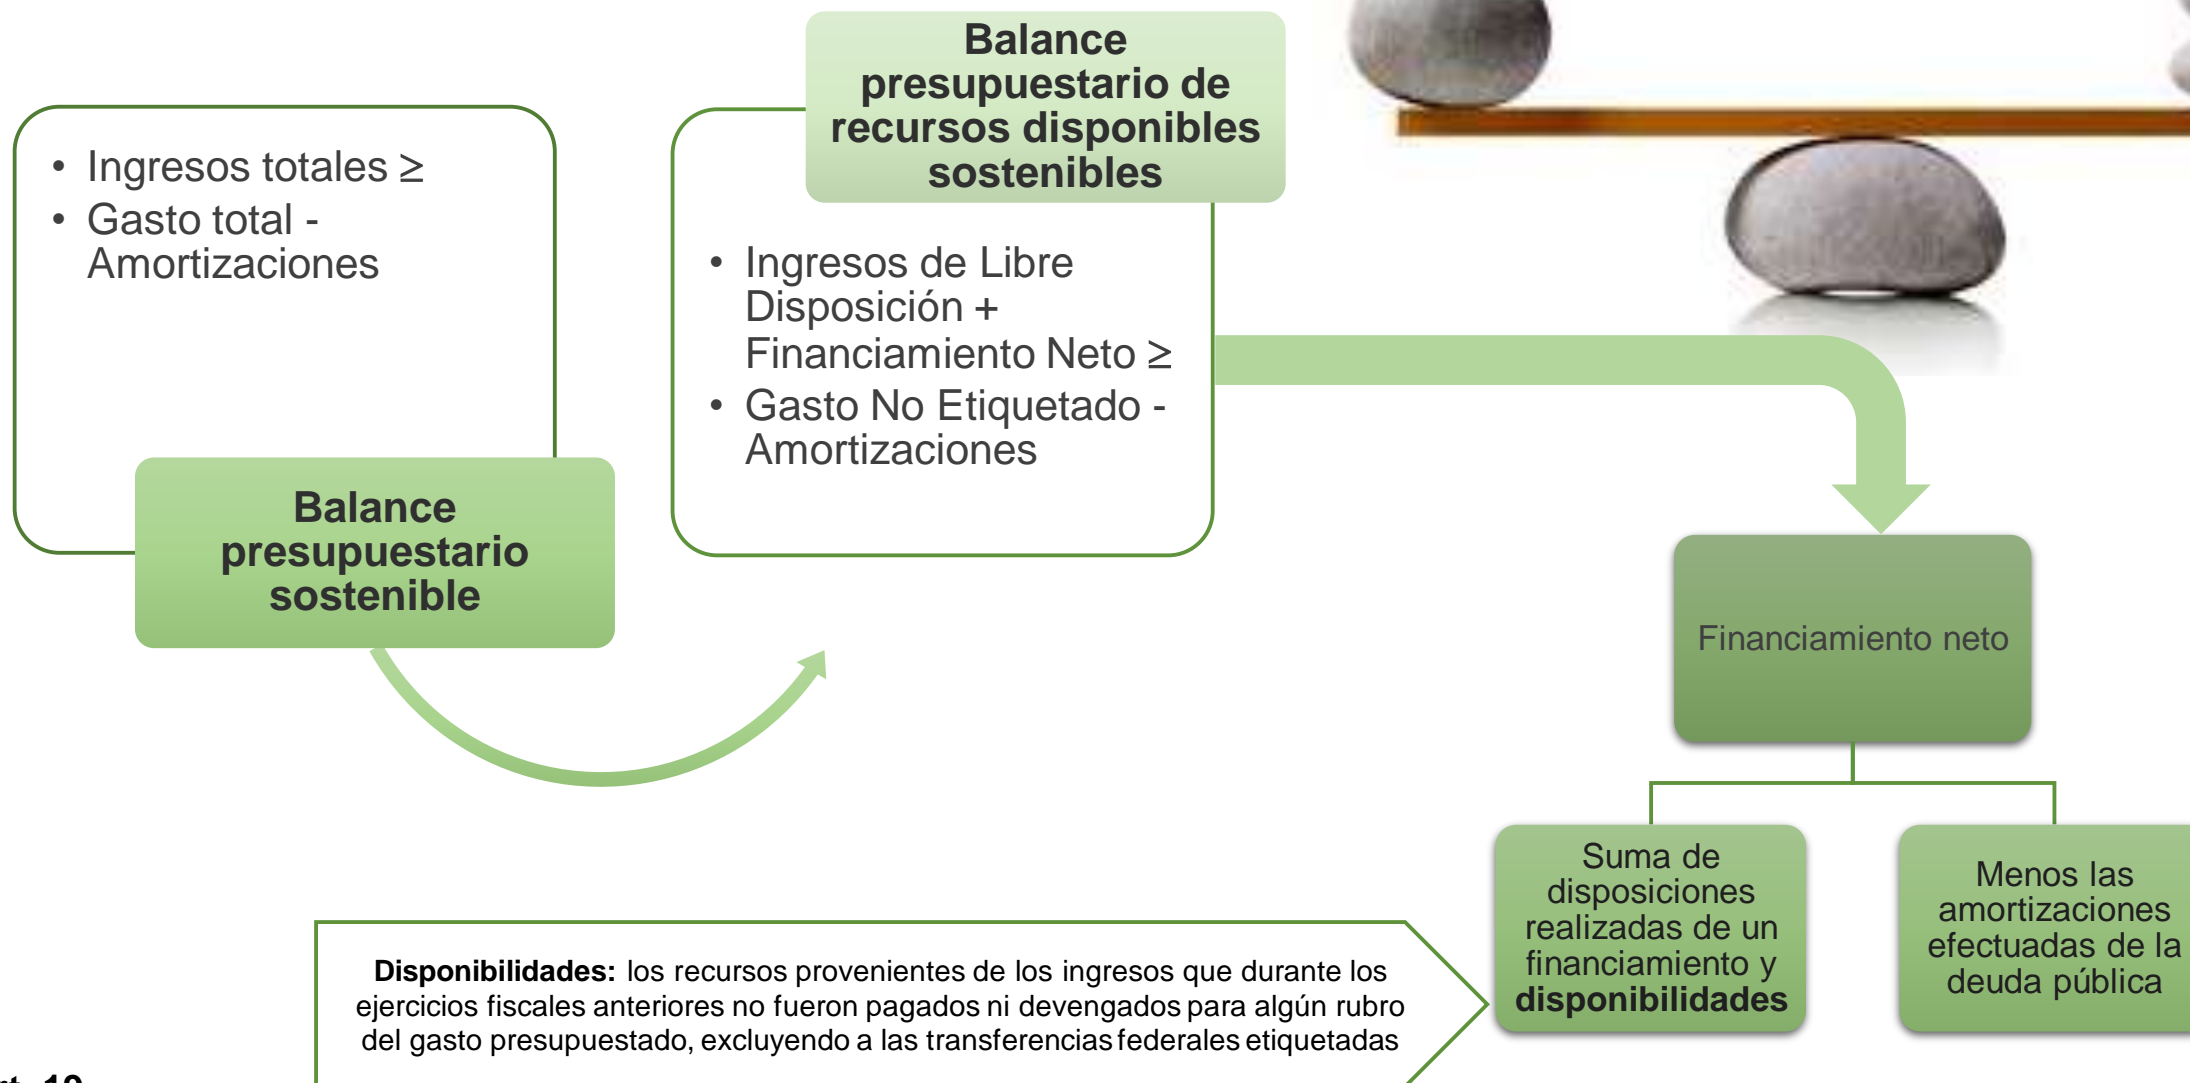 • Ingresos totales ≥
• Gasto total -
Amortizaciones
Balance
presupuestario
sostenible
Balance
presupuestario de
recursos disponibles
sostenibles
• Ingresos de Libre
Disposición +
Financiamiento Neto ≥
• Gasto No Etiquetado -
Amortizaciones
Financiamiento neto
Suma de
disposiciones
realizadas de un
financiamiento y
disponibilidades
Menos las
amortizaciones
efectuadas de la
deuda pública
Disponibilidades: los recursos provenientes de los ingresos que durante los
ejercicios fiscales anteriores no fueron pagados ni devengados para algún rubro
del gasto presupuestado, excluyendo a las transferencias federales etiquetadas